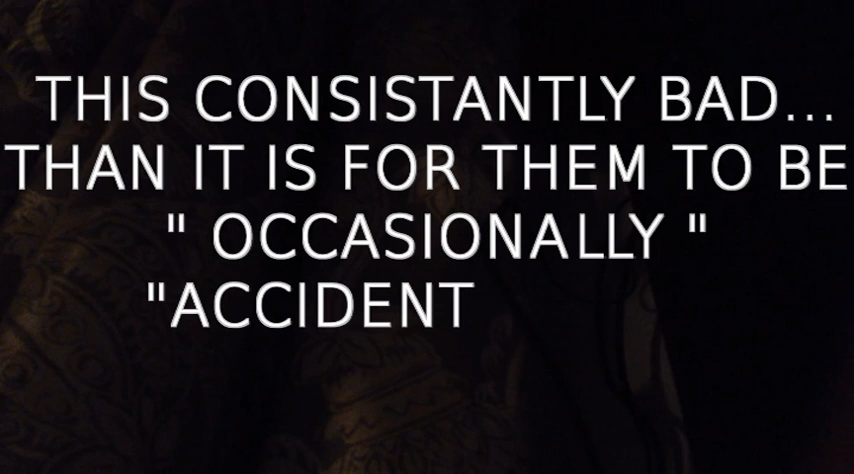 THIS CONSISTANTLY BAD...
THAN IT IS FOR THEM TO BE
" OCCASIONALLY "
"ACCIDENT